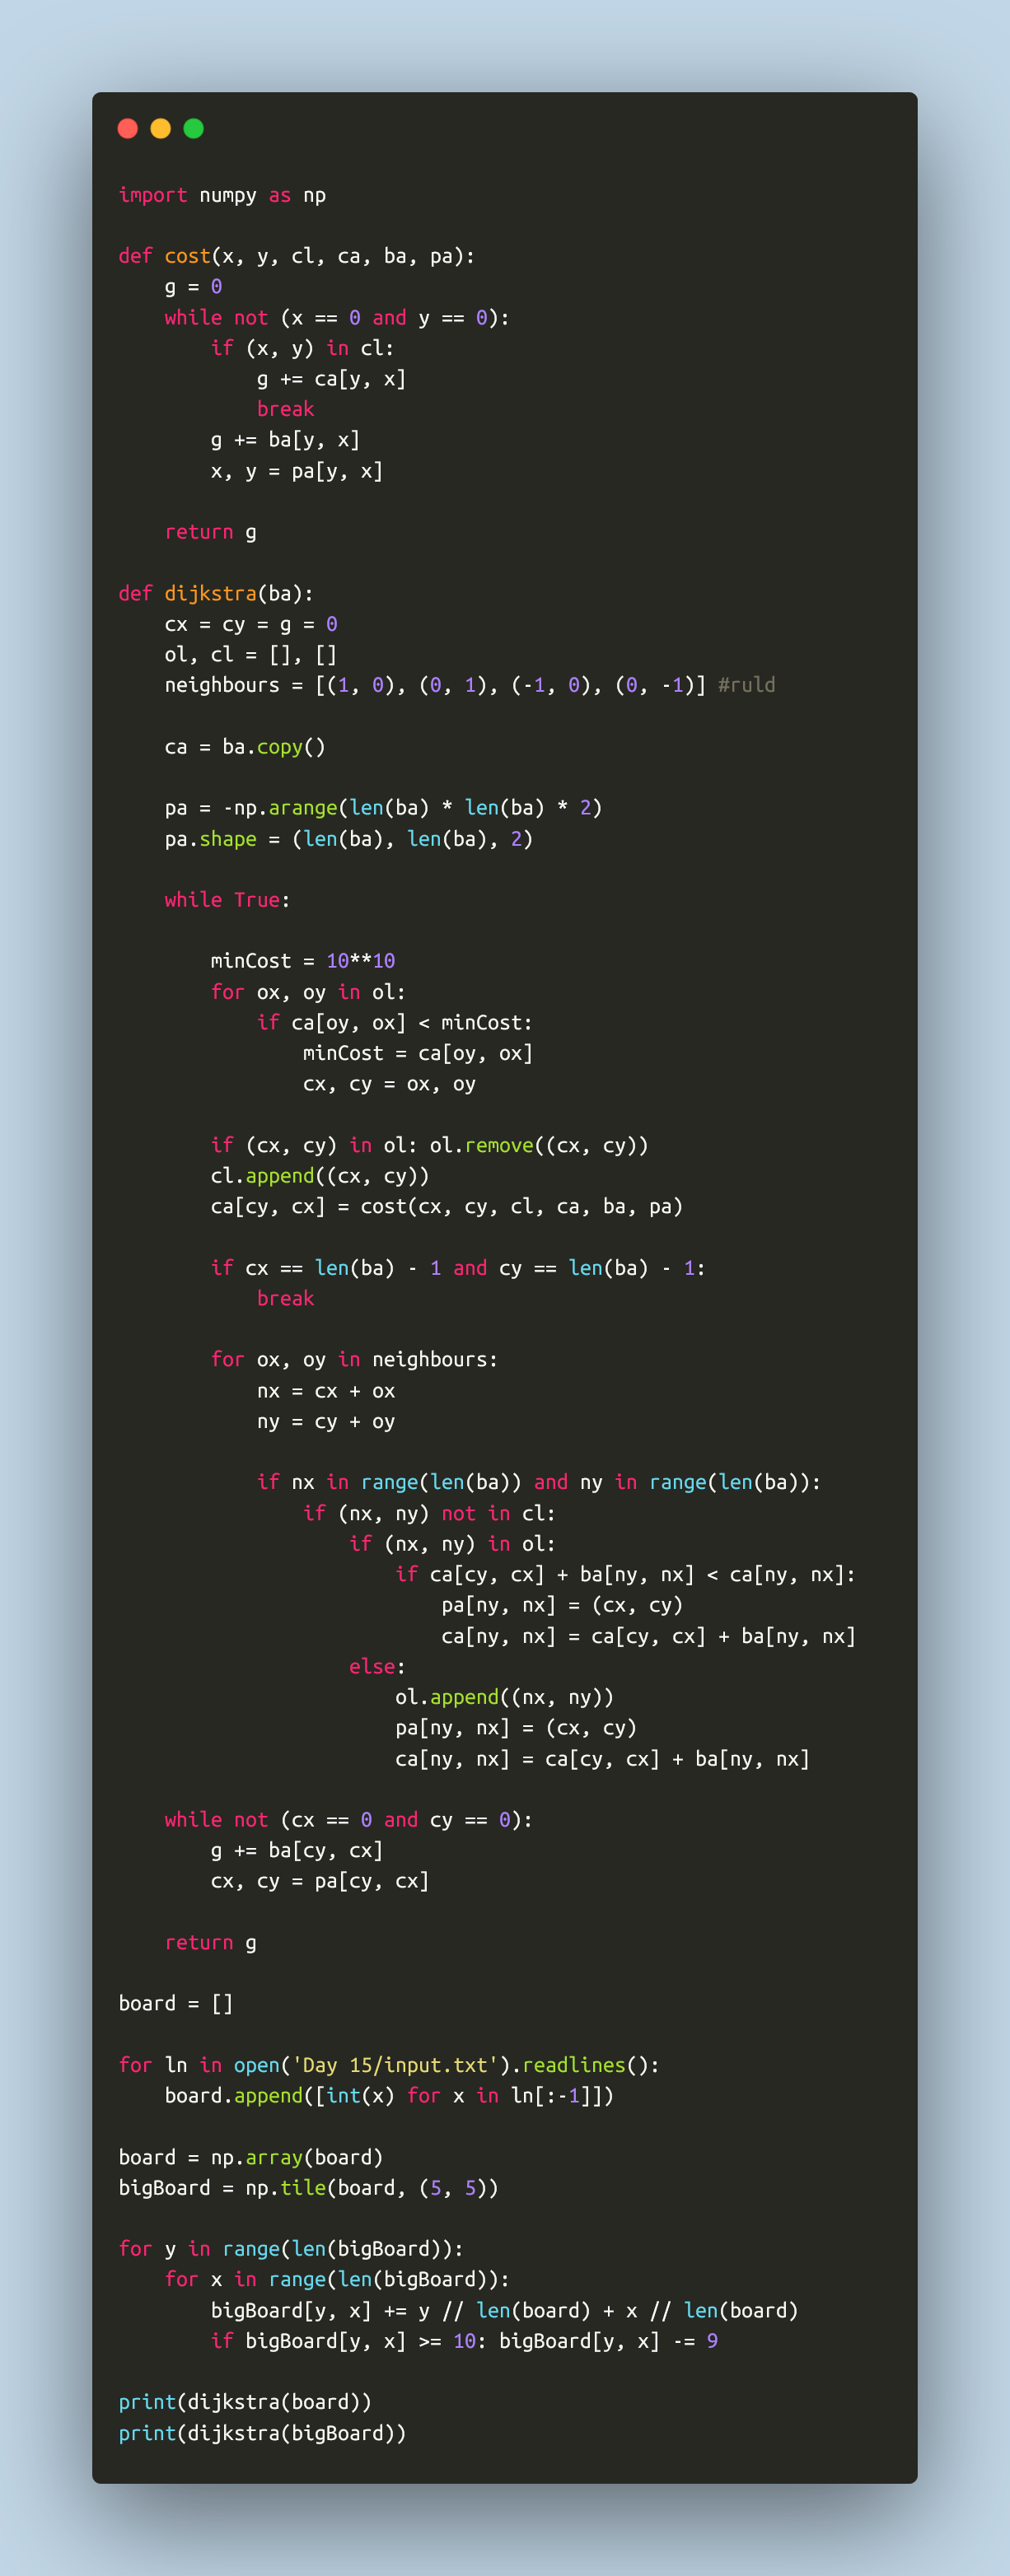 import numpy as np

def cost(x, y, cl, ca, ba, pa):
    g = 0
    while not (x == 0 and y == 0):
        if (x, y) in cl:
            g += ca[y, x]
            break
        g += ba[y, x]
        x, y = pa[y, x]

    return g

def dijkstra(ba):
    cx = cy = g = 0
    ol, cl = [], []
    neighbours = [(1, 0), (0, 1), (-1, 0), (0, -1)] #ruld

    ca = ba.copy()

    pa = -np.arange(len(ba) * len(ba) * 2)
    pa.shape = (len(ba), len(ba), 2)

    while True:

        minCost = 10**10
        for ox, oy in ol:
            if ca[oy, ox] < minCost:
                minCost = ca[oy, ox]
                cx, cy = ox, oy

        if (cx, cy) in ol: ol.remove((cx, cy))
        cl.append((cx, cy))
        ca[cy, cx] = cost(cx, cy, cl, ca, ba, pa)

        if cx == len(ba) - 1 and cy == len(ba) - 1:
            break

        for ox, oy in neighbours:
            nx = cx + ox
            ny = cy + oy

            if nx in range(len(ba)) and ny in range(len(ba)):
                if (nx, ny) not in cl:
                    if (nx, ny) in ol:
                        if ca[cy, cx] + ba[ny, nx] < ca[ny, nx]:
                            pa[ny, nx] = (cx, cy)
                            ca[ny, nx] = ca[cy, cx] + ba[ny, nx]
                    else:
                        ol.append((nx, ny))
                        pa[ny, nx] = (cx, cy)
                        ca[ny, nx] = ca[cy, cx] + ba[ny, nx]

    while not (cx == 0 and cy == 0):
        g += ba[cy, cx]
        cx, cy = pa[cy, cx]

    return g

board = []

for ln in open('Day 15/input.txt').readlines():
    board.append([int(x) for x in ln[:-1]])

board = np.array(board)
bigBoard = np.tile(board, (5, 5))

for y in range(len(bigBoard)):
    for x in range(len(bigBoard)):
        bigBoard[y, x] += y // len(board) + x // len(board)
        if bigBoard[y, x] >= 10: bigBoard[y, x] -= 9

print(dijkstra(board))
print(dijkstra(bigBoard))